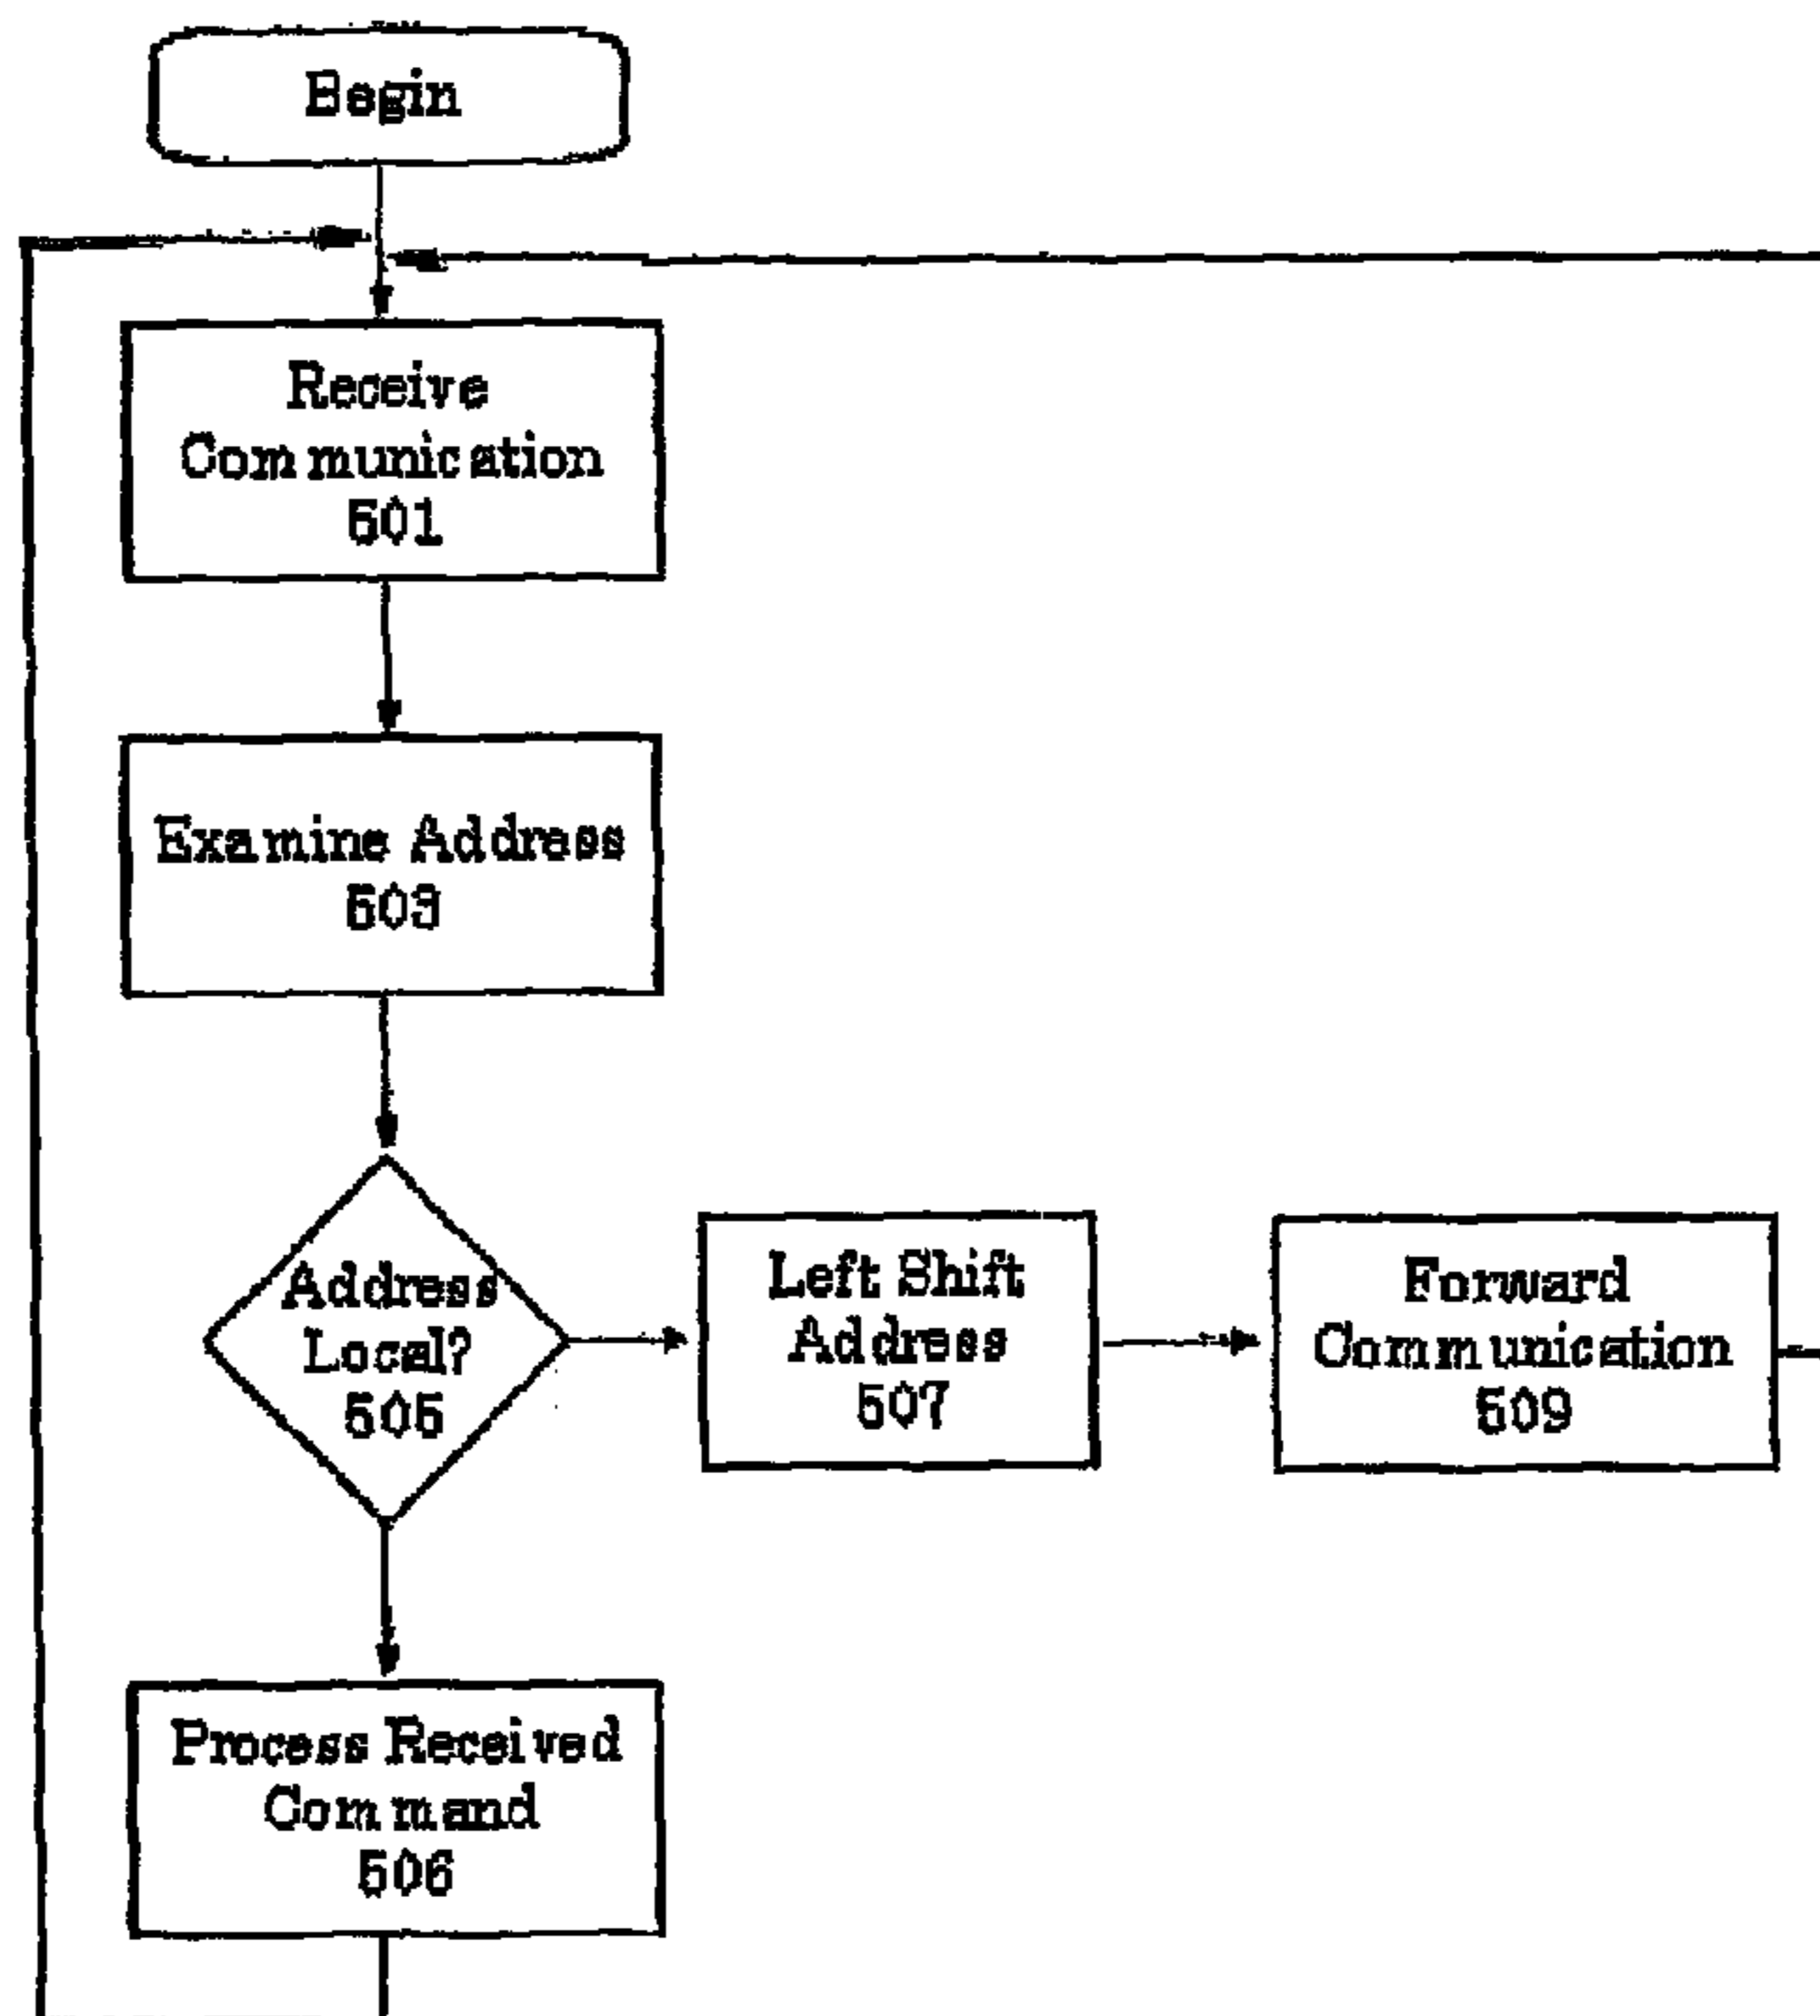 Begin
Receive
Communication
501
Examine Address
503
Address
Local?
505
Left Shift
Address
507
Forward
Communication
509
Process Received
Command
506